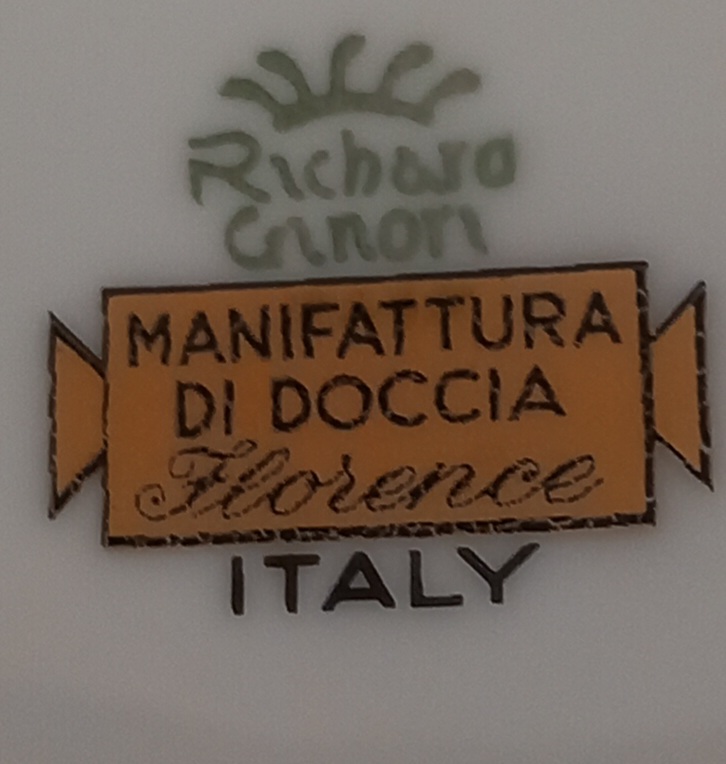 Richard
Ginori
MANIFATTURA
DI DOCCIA
Florence
ITALY